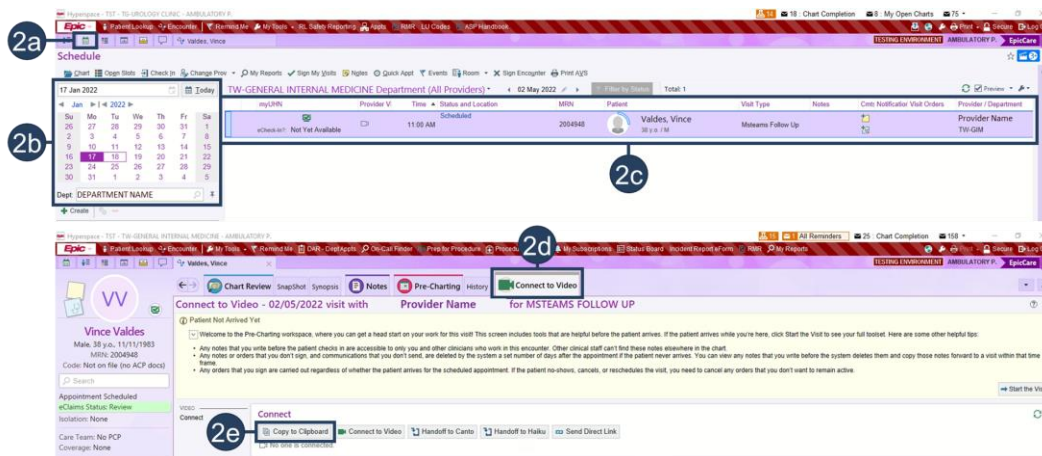 Hyperspace - TST - TG-UROLOGY CLINIC - AMBULATORY P.
14 18 : Chart Completion 8 : My Open Charts 75
Epic Patient Lookup Encounter Remind Me My Tools RL Safety Reporting Appts RMR LU Codes ASP Handbook Print Secure Log
2a
Valdes, Vince TESTING ENVIRONMENT AMBULATORY P. EpicCare
Schedule
Chart Open Slots Check In Change Prov My Reports Sign My Visits Notes Quick Appt Events Room Sign Encounter Print AVS
17 Jan 2022 Today TW-GENERAL INTERNAL MEDICINE Department (All Providers) 02 May 2022 Filter by Status Total: 1 Preview
Jan 2022
Su Mo Tu We Th Fr Sa
26 27 28 29 30 31 1
2 3 4 5 6 7 8
9 10 11 12 13 14 15
16 17 18 19 20 21 22
23 24 25 26 27 28 29
30 31 1 2 3 4 5
2b
Dept: DEPARTMENT NAME
Create
myUHN Provider V Time Status and Location MRN Patient Visit Type Notes Cntc Notification Visit Orders Provider / Department
eCheck-In? Not Yet Available 11:00 AM Scheduled 2004948 Valdes, Vince Msteams Follow Up Provider Name
38 y.o. / M TW-GIM
2c
Hyperspace - TST - TW-GENERAL INTERNAL MEDICINE - AMBULATORY P.
All Reminders 25 : Chart Completion 158
Epic Patient Lookup Encounter My Tools Remind Me DAR - Dept Appts On-Call Finder Prep for Procedure My Subscriptions Status Board Incident Report eForm RMR My Reports Print Secure Log
2d
Valdes, Vince TESTING ENVIRONMENT AMBULATORY P. EpicCare
Chart Review SnapShot Synopsis Notes Pre-Charting History Connect to Video
VV
Vince Valdes
Male, 38 y.o., 11/11/1983
MRN: 2004948
Code: Not on file (no ACP docs)
Search
Appointment Scheduled
eClaims Status: Review
Isolation: None
Care Team: No PCP
Coverage: None
Connect to Video - 02/05/2022 visit with Provider Name for MSTEAMS FOLLOW UP
Patient Not Arrived Yet
Welcome to the Pre-Charting workspace, where you can get a head start on your work for this visit! This screen includes tools that are helpful before the patient arrives. If the patient arrives while you're here, click Start the Visit to see your full toolset. Here are some other helpful tips:
• Any notes that you write before the patient checks in are accessible to only you and other clinicians who work in this encounter. Other clinical staff can't find these notes elsewhere in the chart.
• Any notes or orders that you don't sign, and communications that you don't send, are deleted by the system a set number of days after the appointment if the patient never arrives. You can view any notes that you write before the system deletes them and copy those notes forward to a visit within that time
frame.
• Any orders that you sign are carried out regardless of whether the patient arrives for the scheduled appointment. If the patient no-shows, cancels, or reschedules the visit, you need to cancel any orders that you don't want to remain active.
Start the Vis
VIDEO
Connect
Connect
2e
Copy to Clipboard Connect to Video Handoff to Canto Handoff to Haiku Send Direct Link
No one is connected.